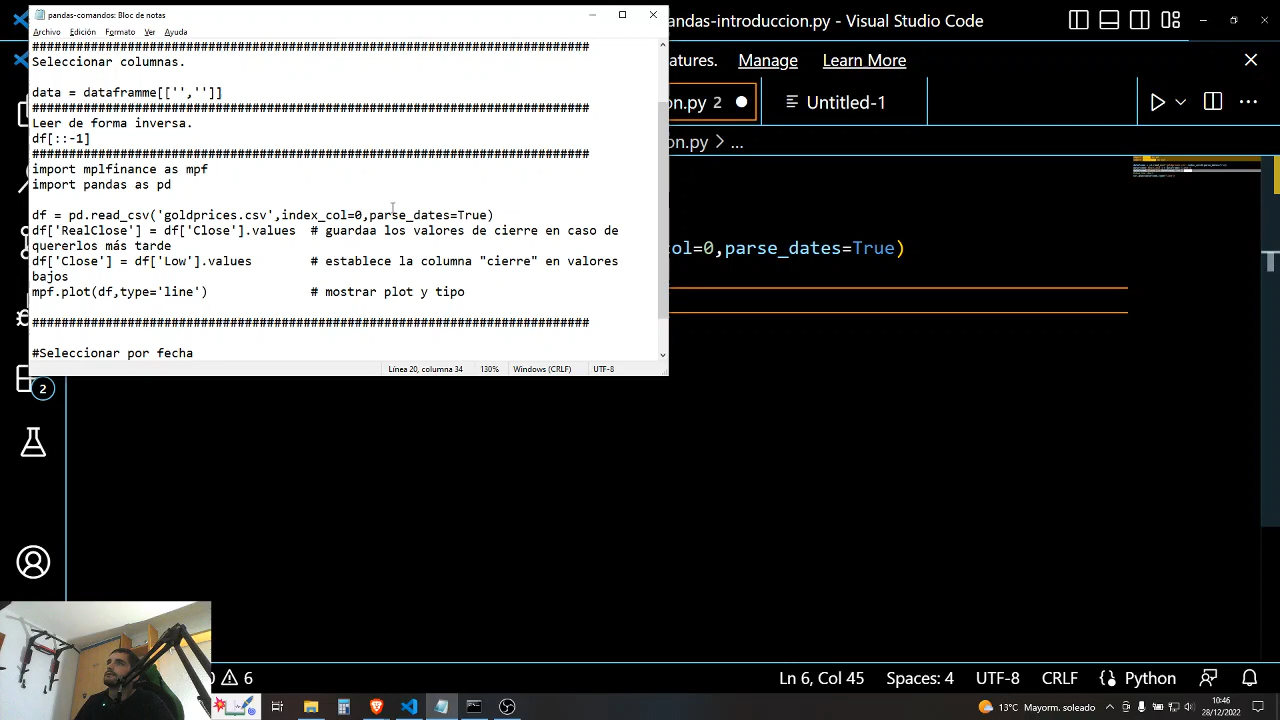 pandas-comandos: Bloc de notas
Archivo Edición Formato Ver Ayuda
############################################################################
Seleccionar columnas.
data = dataframme[['','']]
############################################################################
Leer de forma inversa.
df[::-1]
############################################################################
import mplfinance as mpf
import pandas as pd
df = pd.read_csv('goldprices.csv',index_col=0,parse_dates=True)
df['RealClose'] = df['Close'].values # guardaa los valores de cierre en caso de
quererlos más tarde
df['Close'] = df['Low'].values # establece la columna "cierre" en valores
bajos
mpf.plot(df,type='line') # mostrar plot y tipo
############################################################################
#Seleccionar por fecha
Línea 20, columna 34 130% Windows (CRLF) UTF-8
andas-introduccion.py - Visual Studio Code
atures. Manage Learn More
on.py 2 Untitled-1
on.py > ...
col=0,parse_dates=True)
2
0 6 Ln 6, Col 45 Spaces: 4 UTF-8 CRLF Python
13°C Mayorm. soleado 10:46
28/12/2022